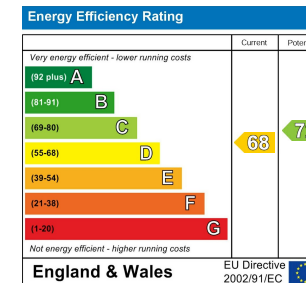 Energy Efficiency Rating
Current
Very energy efficient - lower running costs
(92 plus) A
(81-91) B
(69-80) C
(55-68) D
68
(39-54) E
(21-38) F
(1-20) G
Not energy efficient - higher running costs
England & Wales
EU Directive
2002/91/EC